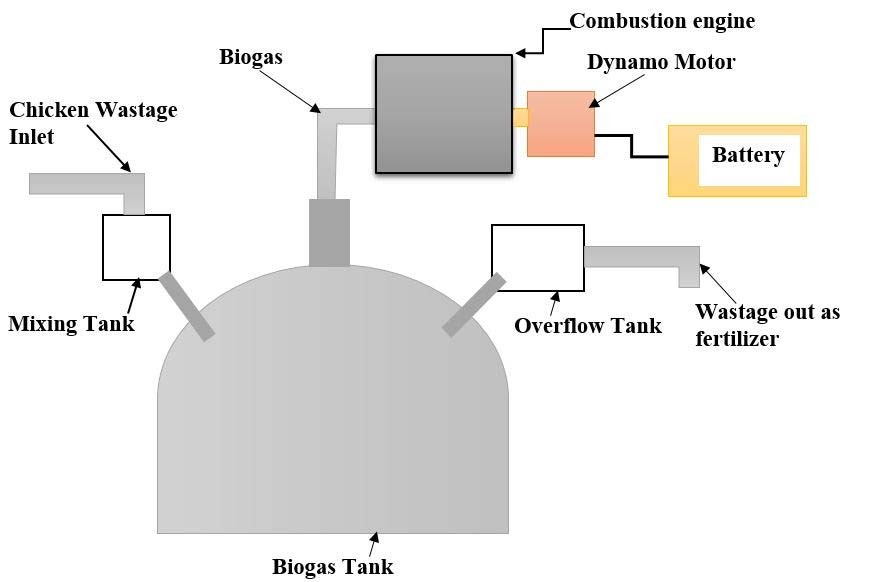 Combustion engine
Biogas
Dynamo Motor
Chicken Wastage
Inlet
Battery
Mixing Tank
Overflow Tank
Wastage out as
fertilizer
Biogas Tank